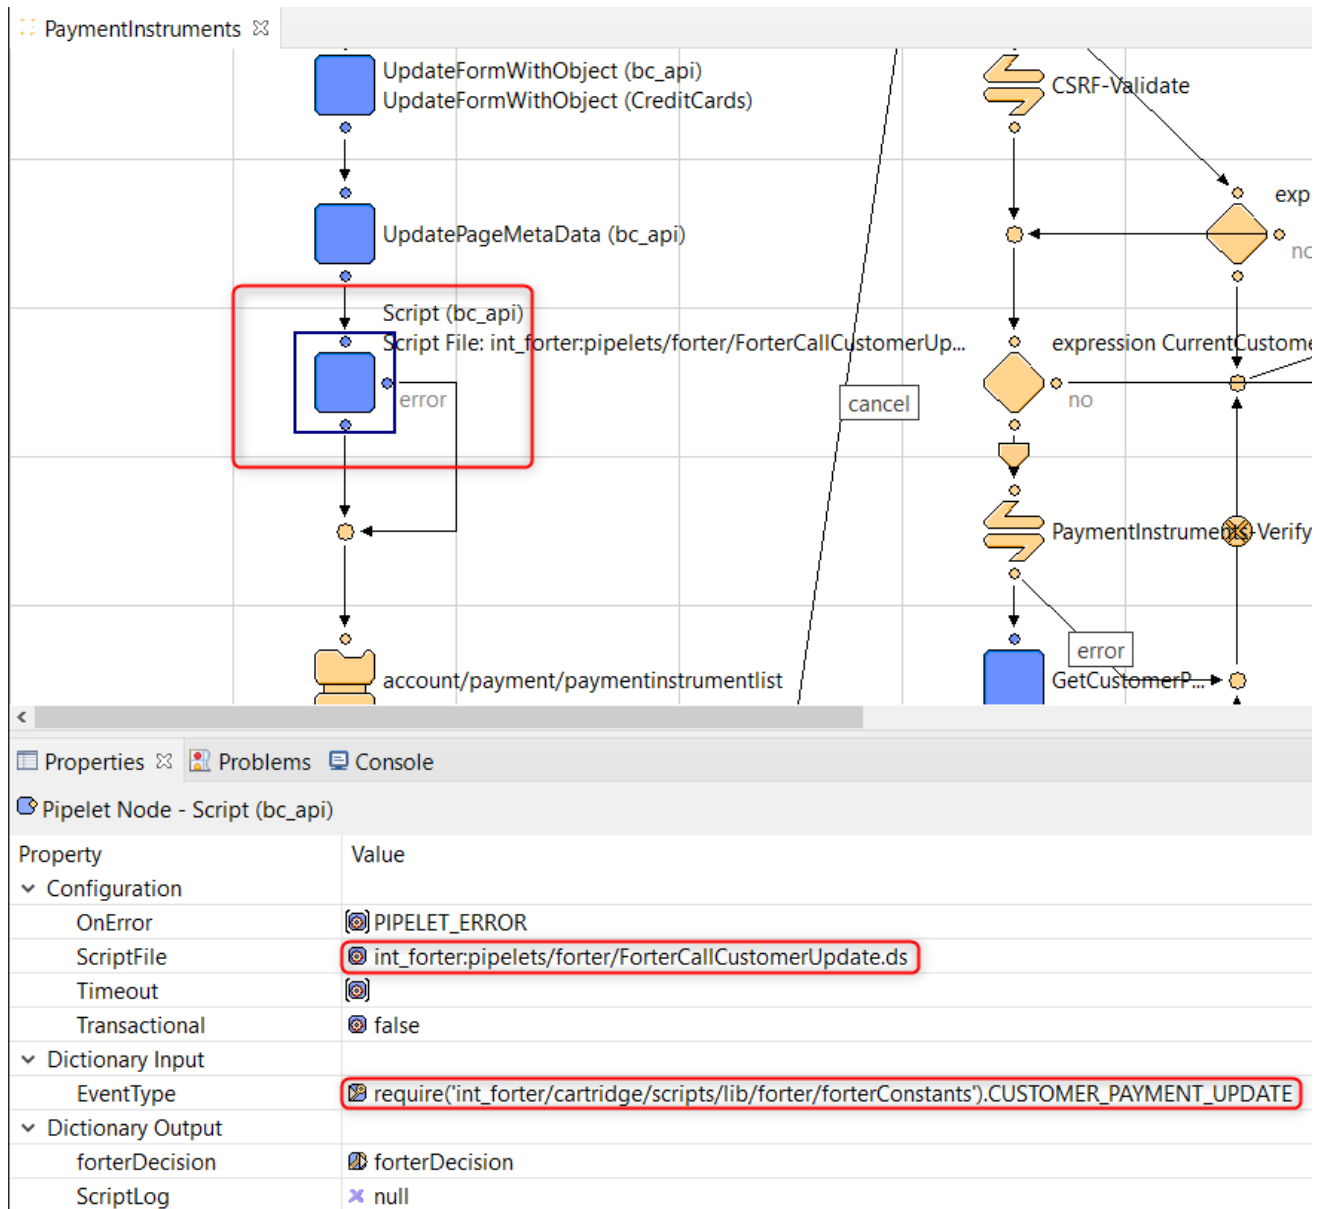 PaymentInstruments
UpdateFormWithObject (bc_api)
UpdateFormWithObject (CreditCards)
CSRF-Validate
exp
UpdatePageMetaData (bc_api)
no
Script (bc_api)
Script File: int_forter:pipelets/forter/ForterCallCustomerUp...
expression CurrentCustome
error
cancel
no
PaymentInstruments-Verify
error
account/payment/paymentinstrumentlist
GetCustomerP...
Properties
Problems
Console
Pipelet Node - Script (bc_api)
Property Value
Configuration
OnError PIPELET_ERROR
ScriptFile int_forter:pipelets/forter/ForterCallCustomerUpdate.ds
Timeout
Transactional false
Dictionary Input
EventType require('int_forter/cartridge/scripts/lib/forter/forterConstants').CUSTOMER_PAYMENT_UPDATE
Dictionary Output
forterDecision forterDecision
ScriptLog null